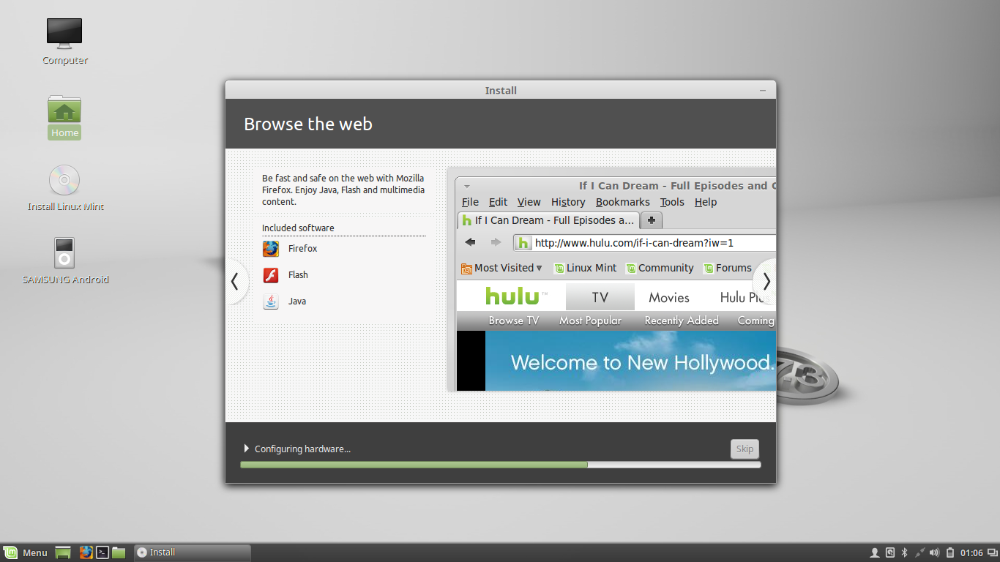 Computer
Home
Install Linux Mint
SAMSUNG Android
Install
Browse the web
Be fast and safe on the web with Mozilla
Firefox. Enjoy Java, Flash and multimedia
content.
Included software
Firefox
Flash
Java
If I Can Dream - Full Episodes and
File Edit View History Bookmarks Tools Help
If I Can Dream - Full Episodes a...
http://www.hulu.com/if-i-can-dream?iw=1
Most Visited Linux Mint Community Forums
hulu™ TV Movies Hulu
Browse TV Most Popular Recently Added Coming
Welcome to New Hollywood.
7.3
Configuring hardware...
Skip
Menu Install 01:06